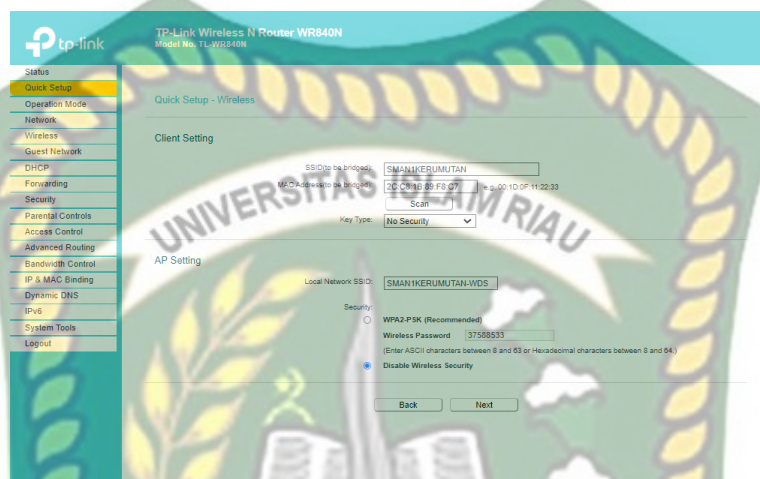 tp-link
TP-Link Wireless N Router WR840N
Model No. TL-WR840N
Status
Quick Setup
Operation Mode
Network
Wireless
Guest Network
DHCP
Forwarding
Security
Parental Controls
Access Control
Advanced Routing
Bandwidth Control
IP & MAC Binding
Dynamic DNS
IPv6
System Tools
Logout
Quick Setup - Wireless
Client Setting
SSID(to be bridged): SMAN1KERUMUTAN
MAC Address(to be bridged): 2C:C8:1B:89:F8:C7 e.g. 00:1D:0F:11:22:33
Scan
Key Type: No Security
AP Setting
Local Network SSID: SMAN1KERUMUTAN-WDS
Security:
WPA2-PSK (Recommended)
Wireless Password 37568533
(Enter ASCII characters between 8 and 63 or Hexadecimal characters between 8 and 64.)
Disable Wireless Security
Back Next
UNIVERSITAS ISLAM RIAU